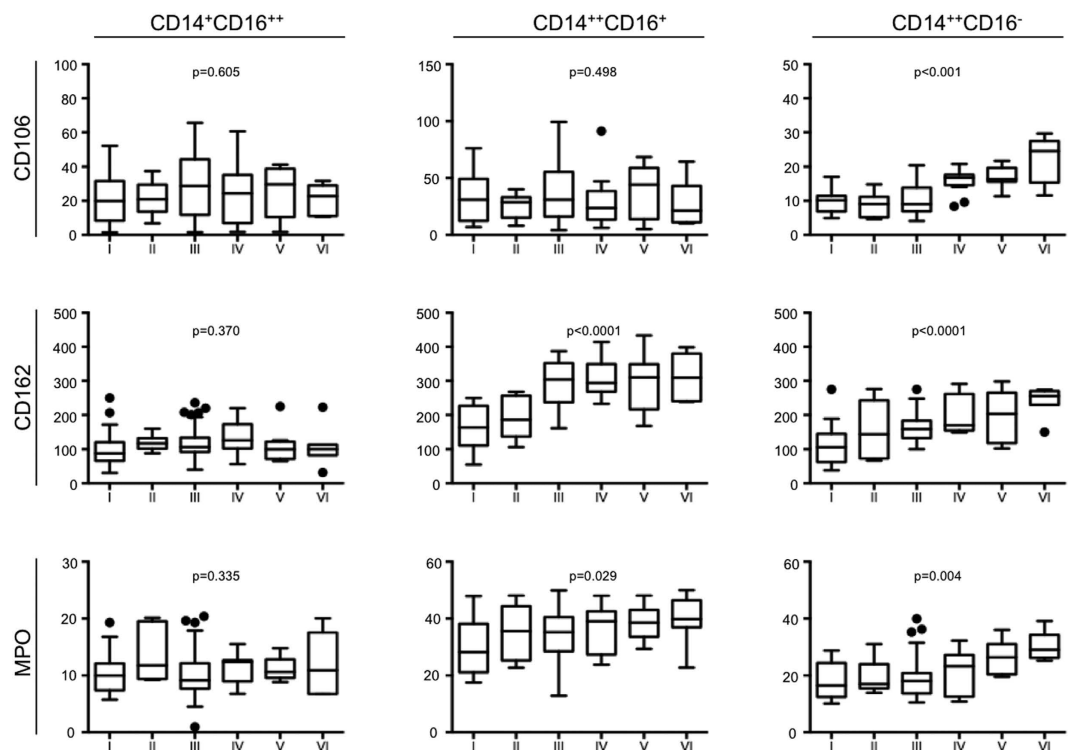 CD14⁺CD16⁺⁺ CD14⁺⁺CD16⁺ CD14⁺⁺CD16⁻
CD106
100
80
60
40
20
0
p=0.605
I II III IV V VI
150
100
50
0
p=0.498
I II III IV V VI
50
40
30
20
10
0
p<0.001
I II III IV V VI
CD162
500
400
300
200
100
0
p=0.370
I II III IV V VI
500
400
300
200
100
0
p<0.0001
I II III IV V VI
500
400
300
200
100
0
p<0.0001
I II III IV V VI
MPO
30
20
10
0
p=0.335
I II III IV V VI
60
40
20
0
p=0.029
I II III IV V VI
60
40
20
0
p=0.004
I II III IV V VI